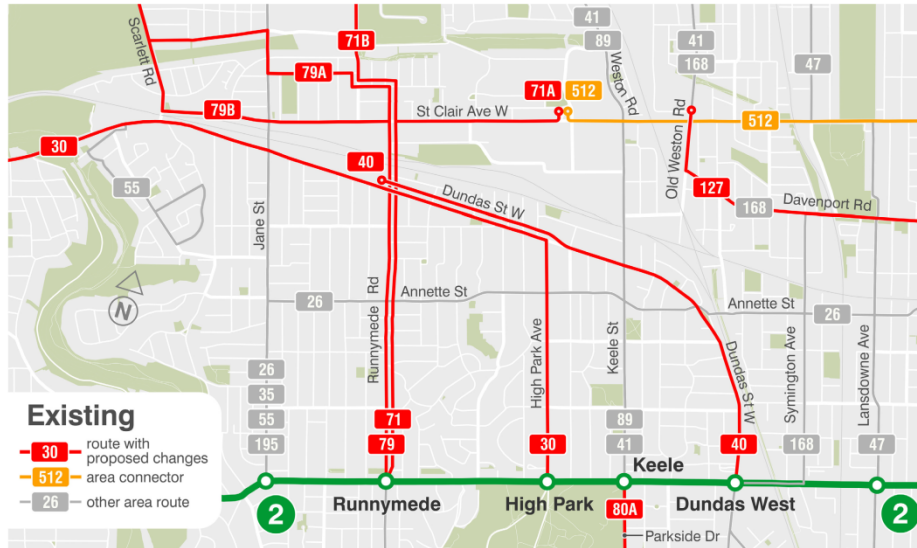 41
89
41
168
47
Scarlett Rd
71B
79A
Weston Rd
79B
St Clair Ave W
71A
512
512
Old Weston Rd
30
40
127
168
Davenport Rd
55
Jane St
Dundas St W
N
26
Runnymede Rd
Annette St
Annette St
26
High Park Ave
Keele St
Dundas St W
Symington Ave
Lansdowne Ave
26
35
55
195
71
79
30
89
41
40
168
47
Existing
30 route with
proposed changes
512 area connector
26 other area route
2
Runnymede
High Park
Keele
Dundas West
2
80A
Parkside Dr